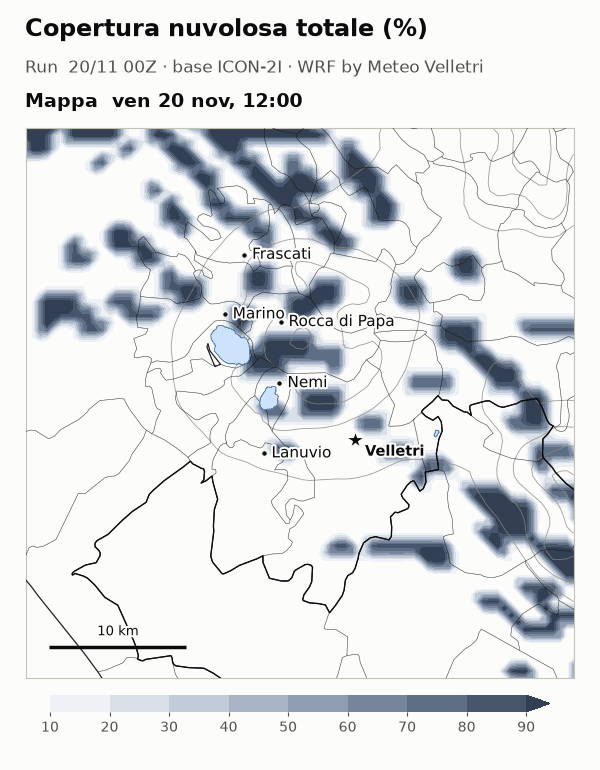 Copertura nuvolosa totale (%)
Run 20/11 00Z · base ICON-2I · WRF by Meteo Velletri
Mappa ven 20 nov, 12:00
Frascati
Marino
Rocca di Papa
Nemi
Velletri
Lanuvio
10 km
10 20 30 40 50 60 70 80 90